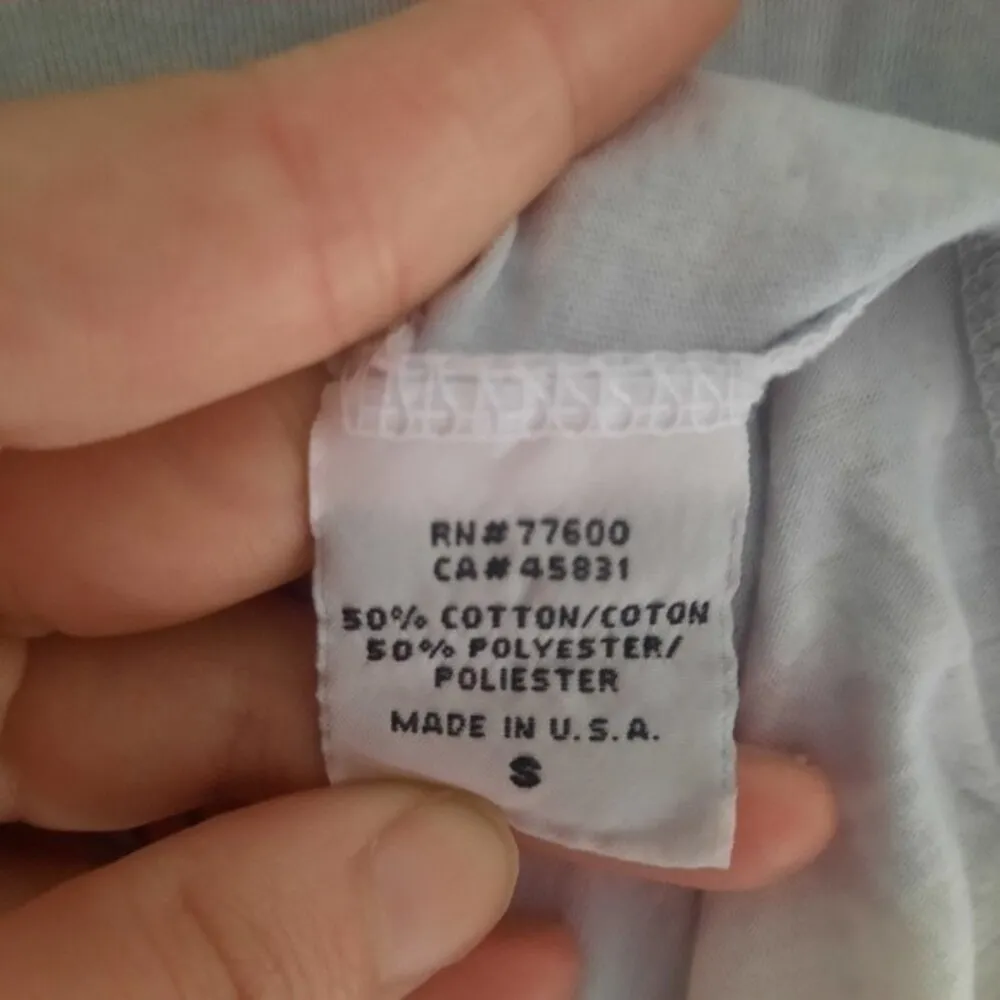 RN#77600
CA#45831
50% COTTON/COTON
50% POLYESTER/
POLIESTER
MADE IN U.S.A.
S